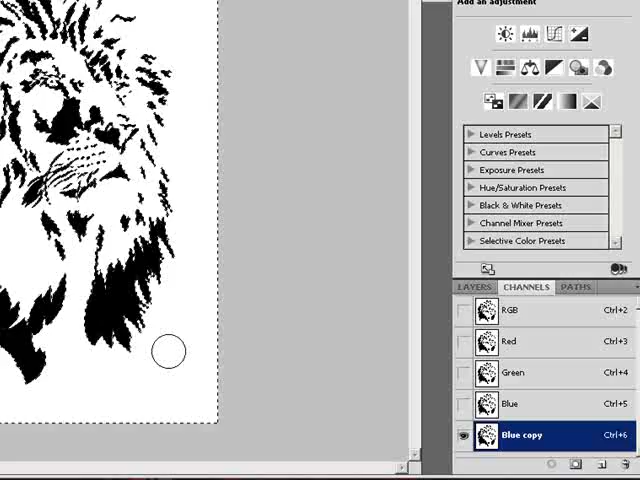 Add an adjustment
Levels Presets
Curves Presets
Exposure Presets
Hue/Saturation Presets
Black & White Presets
Channel Mixer Presets
Selective Color Presets
LAYERS CHANNELS PATHS
RGB Ctrl+2
Red Ctrl+3
Green Ctrl+4
Blue Ctrl+5
Blue copy Ctrl+6